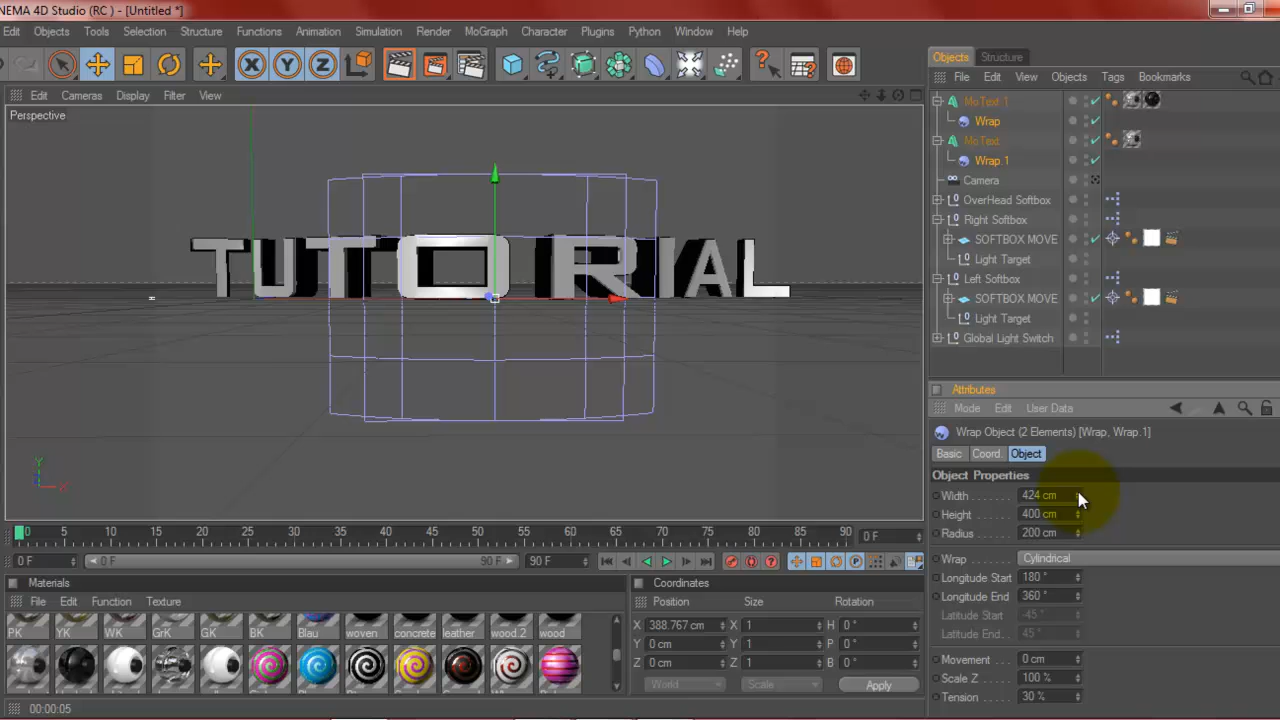 NEMA 4D Studio (RC ) - [Untitled *]
Edit Objects Tools Selection Structure Functions Animation Simulation Render MoGraph Character Plugins Python Window Help
X Y Z
Objects Structure
File Edit View Objects Tags Bookmarks
Edit Cameras Display Filter View
Perspective
MoText 1
Wrap
MoText
Wrap 1
Camera
OverHead Softbox
Right Softbox
SOFTBOX MOVE
Light Target
Left Softbox
SOFTBOX MOVE
Light Target
Global Light Switch
TUTORIAL
Y
X
Attributes
Mode Edit User Data
Wrap Object (2 Elements) [Wrap, Wrap.1]
Basic Coord. Object
Object Properties
Width 424 cm
Height 400 cm
Radius 200 cm
Wrap Cylindrical
Longitude Start 180 °
Longitude End 360 °
Latitude Start -45 °
Latitude End 45 °
Movement 0 cm
Scale Z 100 %
Tension 30 %
0 5 10 15 20 25 30 35 40 45 50 55 60 65 70 75 80 85 90 0 F
0 F 0 F 90 F 90 F
Materials
File Edit Function Texture
PK YK WK GrK GK BK Blau woven concrete leather wood.2 wood
Coordinates
Position Size Rotation
X 388.767 cm X 1 H 0 °
Y 0 cm Y 1 P 0 °
Z 0 cm Z 1 B 0 °
World Scale Apply
00:00:05